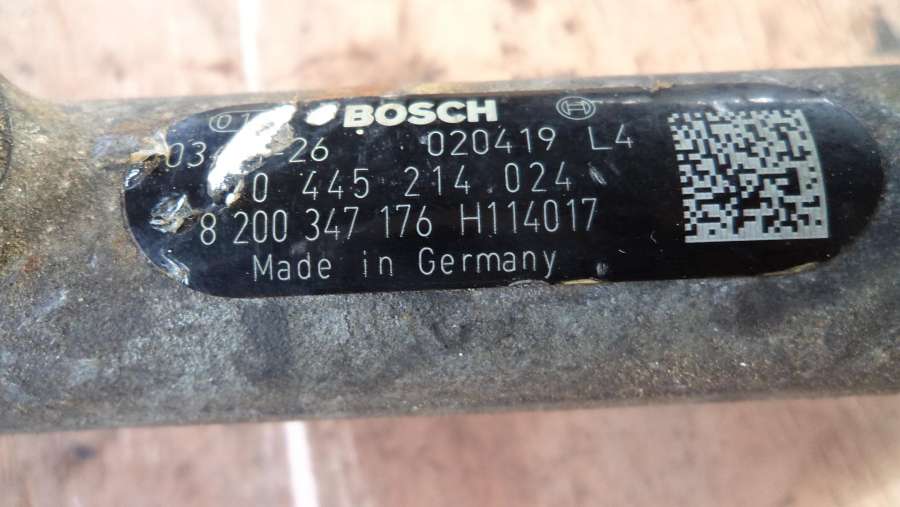 BOSCH
020419 L4
0 445 214 024
8 200 347 176 H114017
Made in Germany